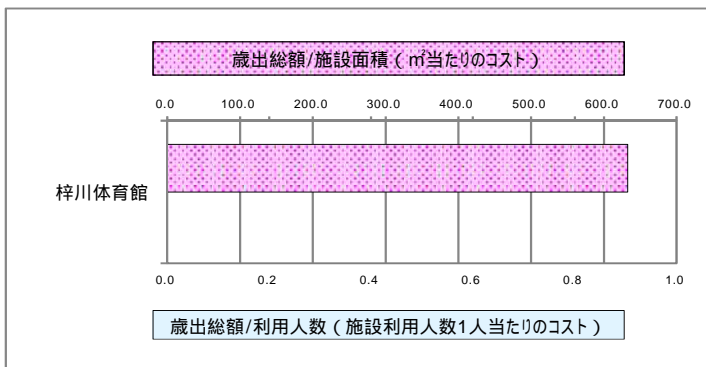 歳出総額/施設面積（㎡当たりのコスト）
0.0 100.0 200.0 300.0 400.0 500.0 600.0 700.0
梓川体育館
0.0 0.2 0.4 0.6 0.8 1.0
歳出総額/利用人数（施設利用人数1人当たりのコスト）